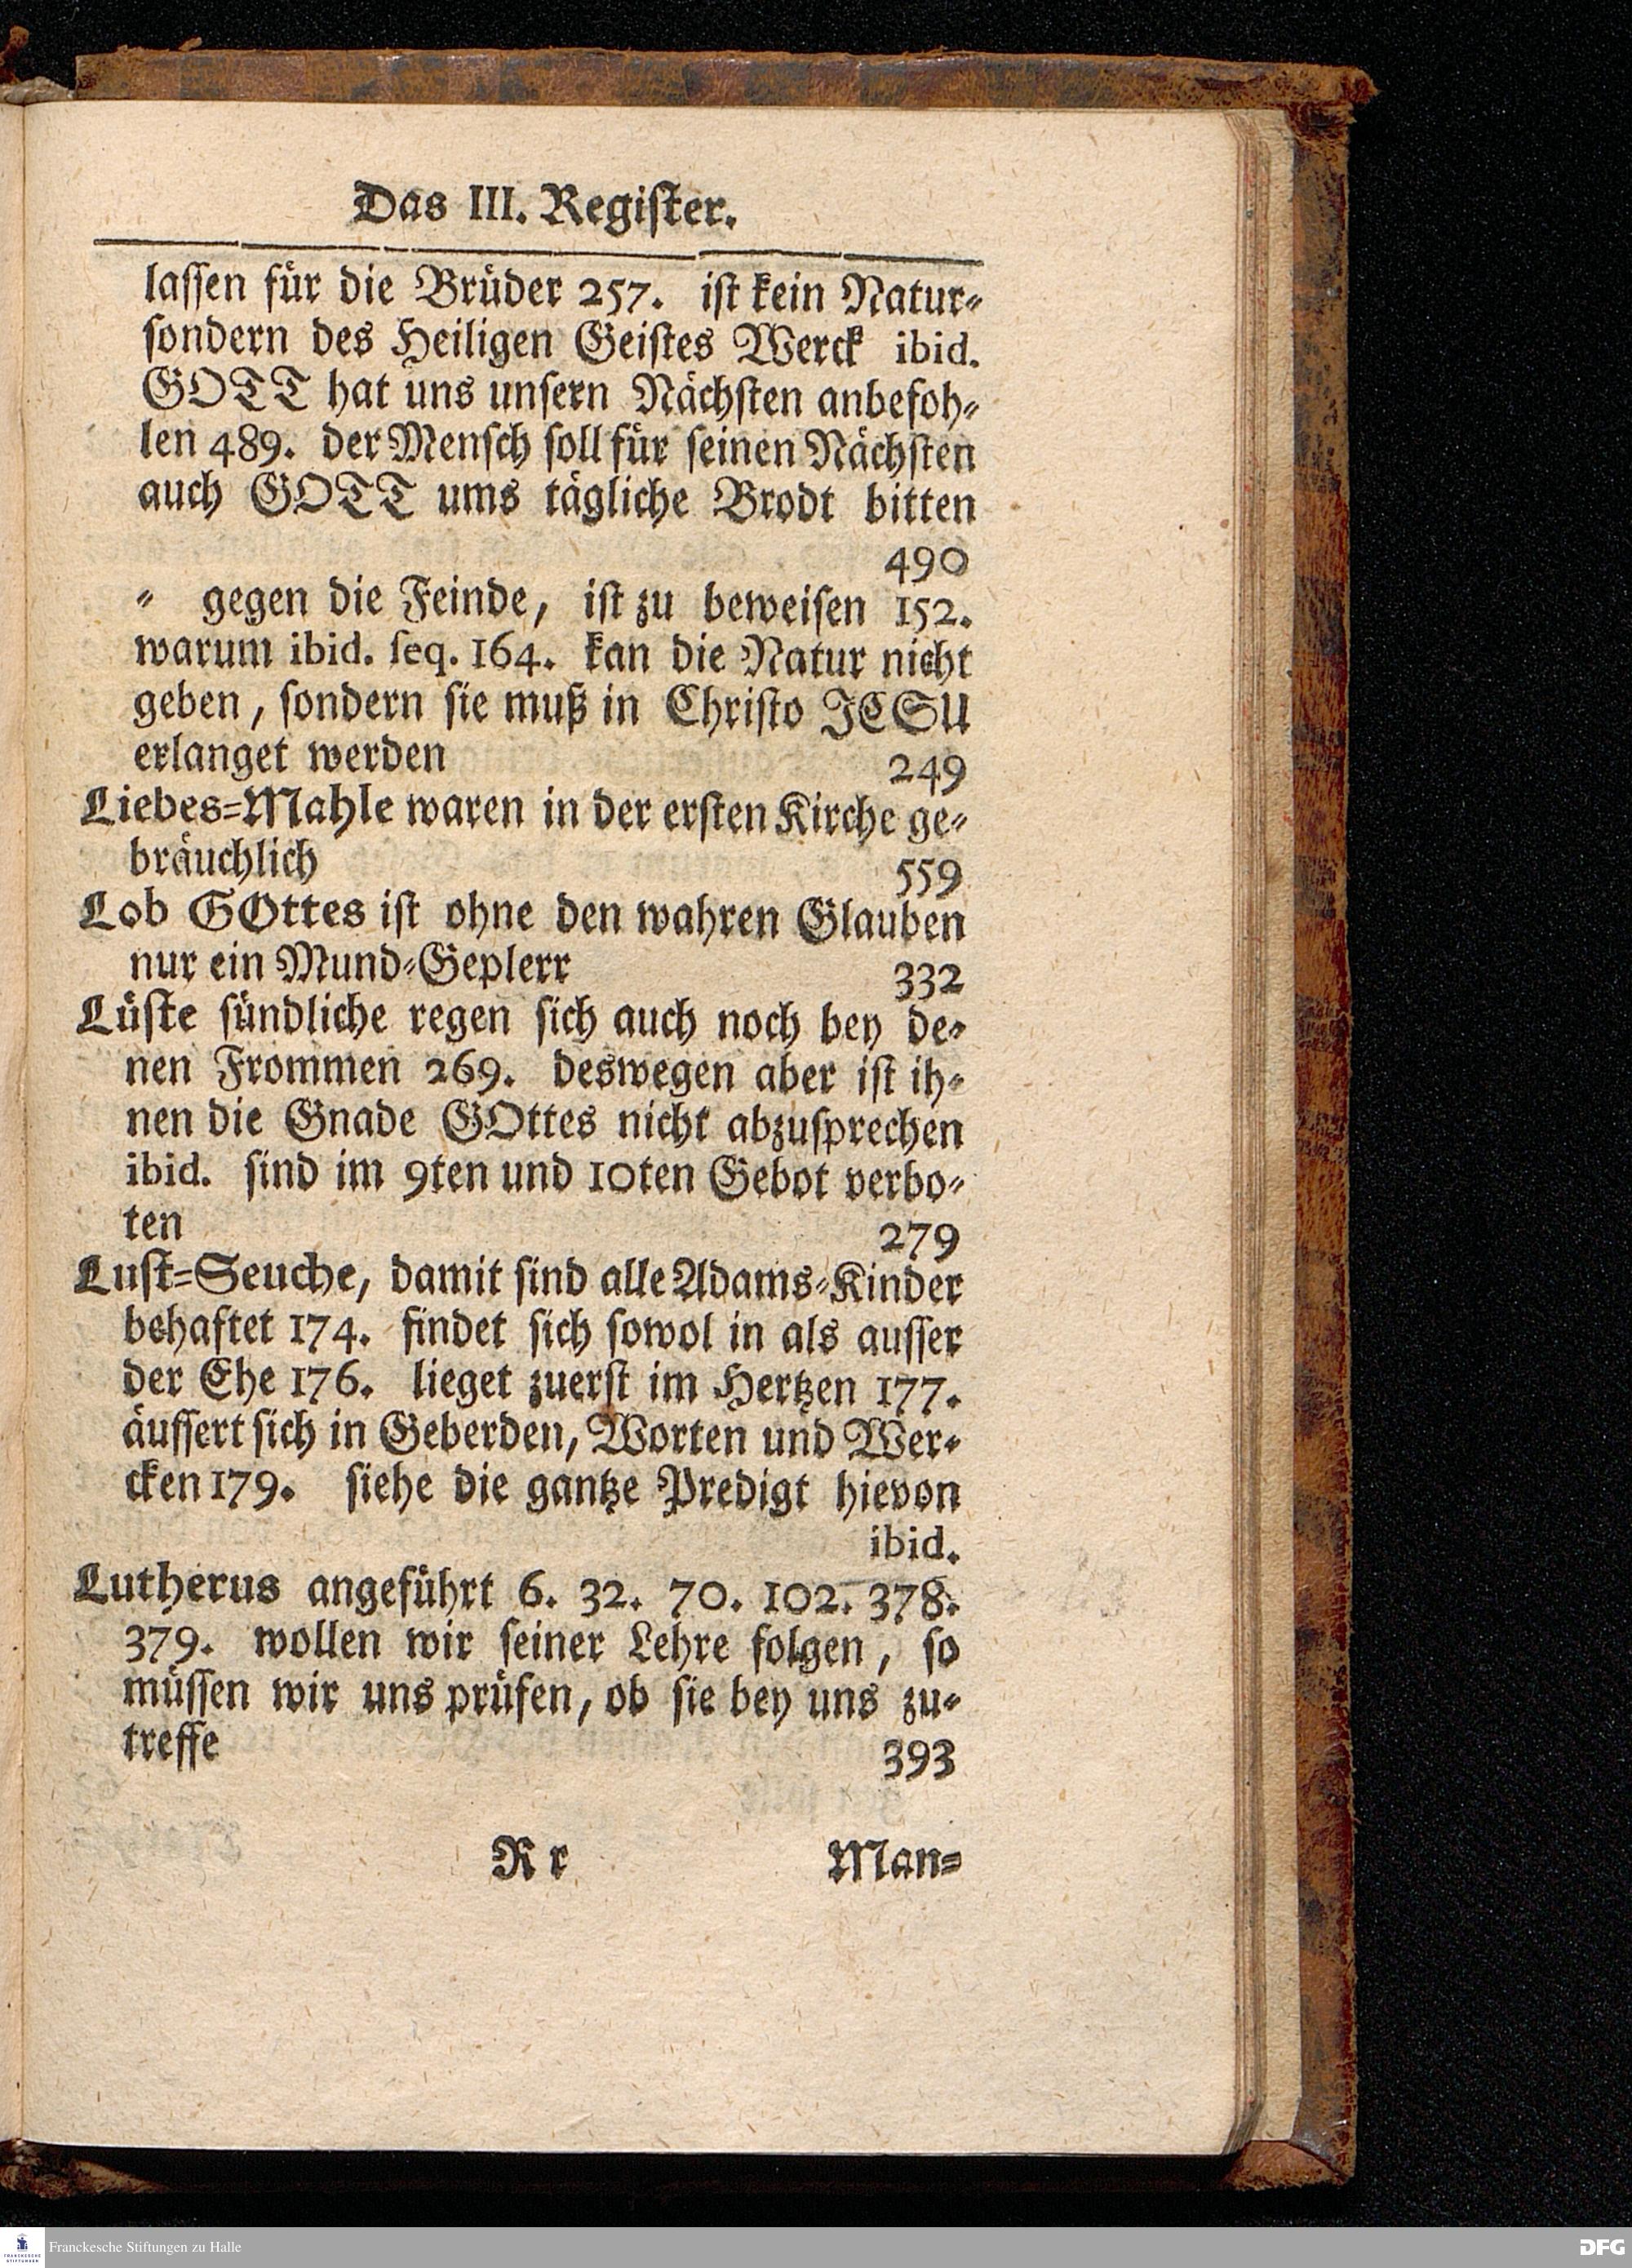 Das III. Regiſter.
laſſen für die Brüder 257. iſt kein Natur-
ſondern des Heiligen Geiſtes Werck ibid.
GOTT hat uns unſern Nächſten anbefoh-
len 489. der Menſch ſoll für ſeinen Nächſten
auch GOTT ums tägliche Brodt bitten
490
- gegen die Feinde, iſt zu beweiſen 152.
warum ibid. ſeq. 164. kan die Natur nicht
geben, ſondern ſie muß in Chriſto JESU
erlanget werden 249
Liebes-Mahle waren in der erſten Kirche ge-
bräuchlich 559
Lob GOttes iſt ohne den wahren Glauben
nur ein Mund-Geplerr 332
Lüſte ſündliche regen ſich auch noch bey de-
nen Frommen 269. deswegen aber iſt ih-
nen die Gnade GOttes nicht abzuſprechen
ibid. ſind im 9ten und 10ten Gebot verbo-
ten 279
Luſt-Seuche, damit ſind alle Adams-Kinder
behaftet 174. findet ſich ſowol in als auſſer
der Ehe 176. lieget zuerſt im Hertzen 177.
äuſſert ſich in Geberden, Worten und Wer-
cken 179. ſiehe die gantze Predigt hievon
ibid.
Lutherus angeführt 6. 32. 70. 102. 378.
379. wollen wir ſeiner Lehre folgen, ſo
müſſen wir uns prüfen, ob ſie bey uns zu-
treffe 393
R r Man-
FRANCKESCHE STIFTUNGEN
Franckesche Stiftungen zu Halle
DFG